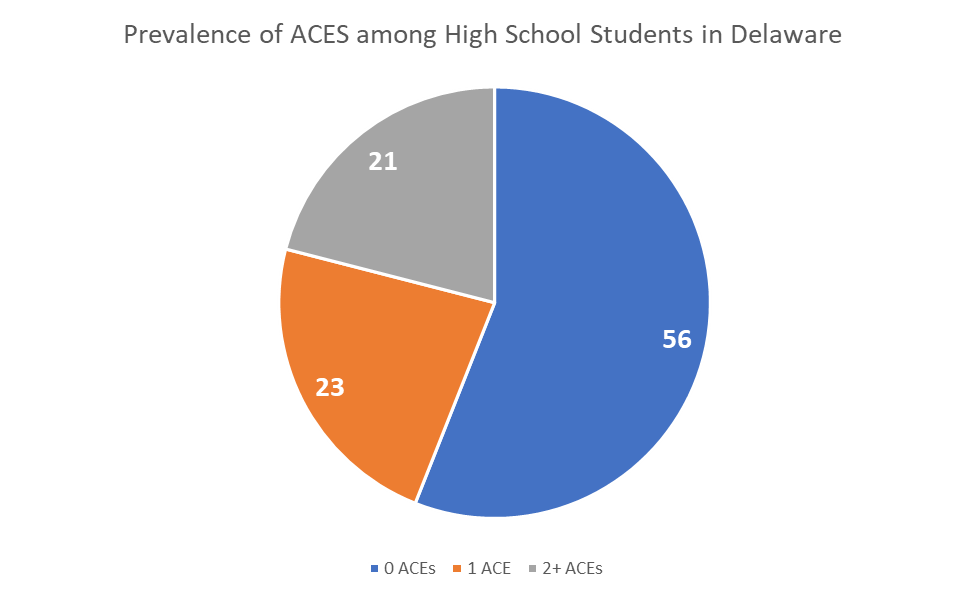 Prevalence of ACES among High School Students in Delaware
21
56
23
0 ACEs 1 ACE 2+ ACEs